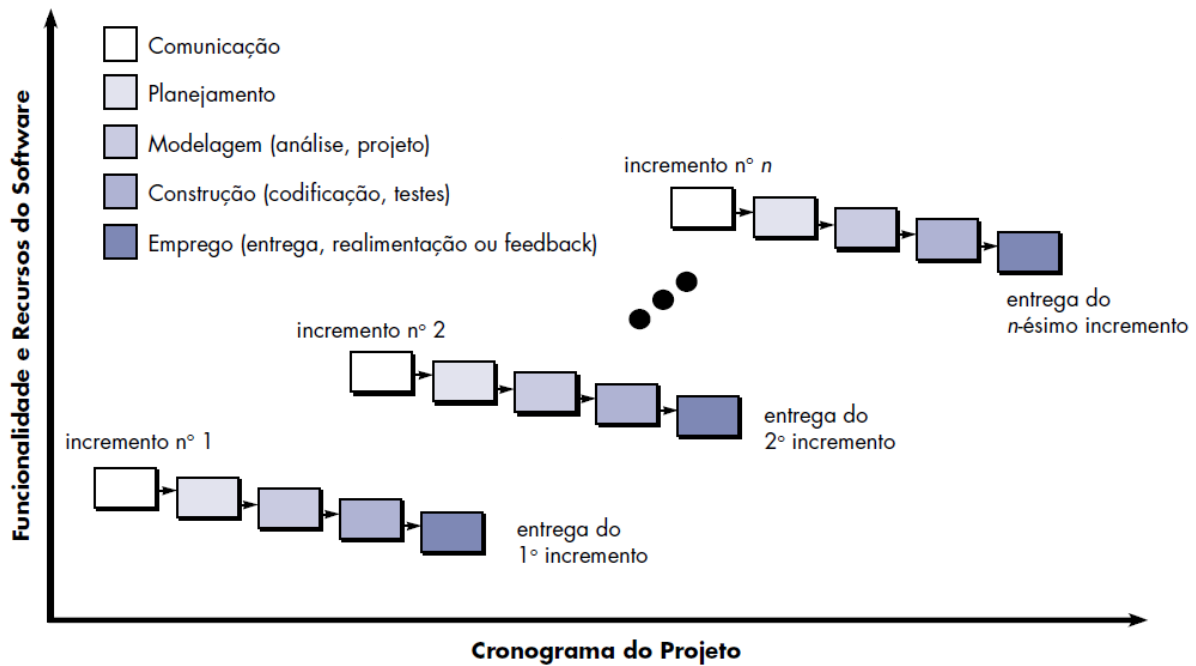 Funcionalidade e Recursos do Software
Comunicação
Planejamento
Modelagem (análise, projeto)
Construção (codificação, testes)
Emprego (entrega, realimentação ou feedback)
incremento n° n
entrega do
n-ésimo incremento
incremento n° 2
entrega do
2° incremento
incremento n° 1
entrega do
1° incremento
Cronograma do Projeto